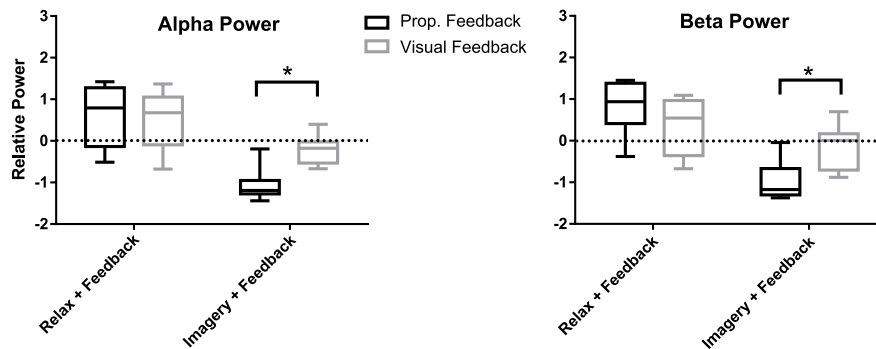 Alpha Power
Prop. Feedback
Visual Feedback
Beta Power
Relative Power
3
2
1
0
-1
-2
*
Relax + Feedback
Imagery + Feedback
3
2
1
0
-1
-2
*
Relax + Feedback
Imagery + Feedback